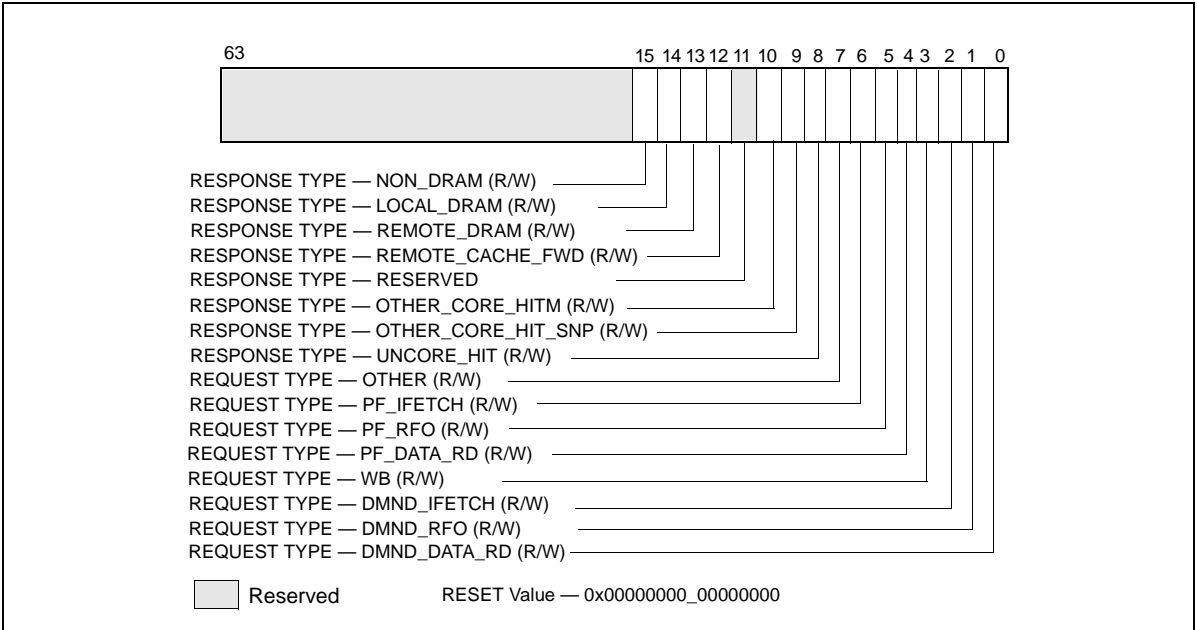 63 15 14 13 12 11 10 9 8 7 6 5 4 3 2 1 0
RESPONSE TYPE — NON_DRAM (R/W)
RESPONSE TYPE — LOCAL_DRAM (R/W)
RESPONSE TYPE — REMOTE_DRAM (R/W)
RESPONSE TYPE — REMOTE_CACHE_FWD (R/W)
RESPONSE TYPE — RESERVED
RESPONSE TYPE — OTHER_CORE_HITM (R/W)
RESPONSE TYPE — OTHER_CORE_HIT_SNP (R/W)
RESPONSE TYPE — UNCORE_HIT (R/W)
REQUEST TYPE — OTHER (R/W)
REQUEST TYPE — PF_IFETCH (R/W)
REQUEST TYPE — PF_RFO (R/W)
REQUEST TYPE — PF_DATA_RD (R/W)
REQUEST TYPE — WB (R/W)
REQUEST TYPE — DMND_IFETCH (R/W)
REQUEST TYPE — DMND_RFO (R/W)
REQUEST TYPE — DMND_DATA_RD (R/W)
Reserved RESET Value — 0x00000000_00000000